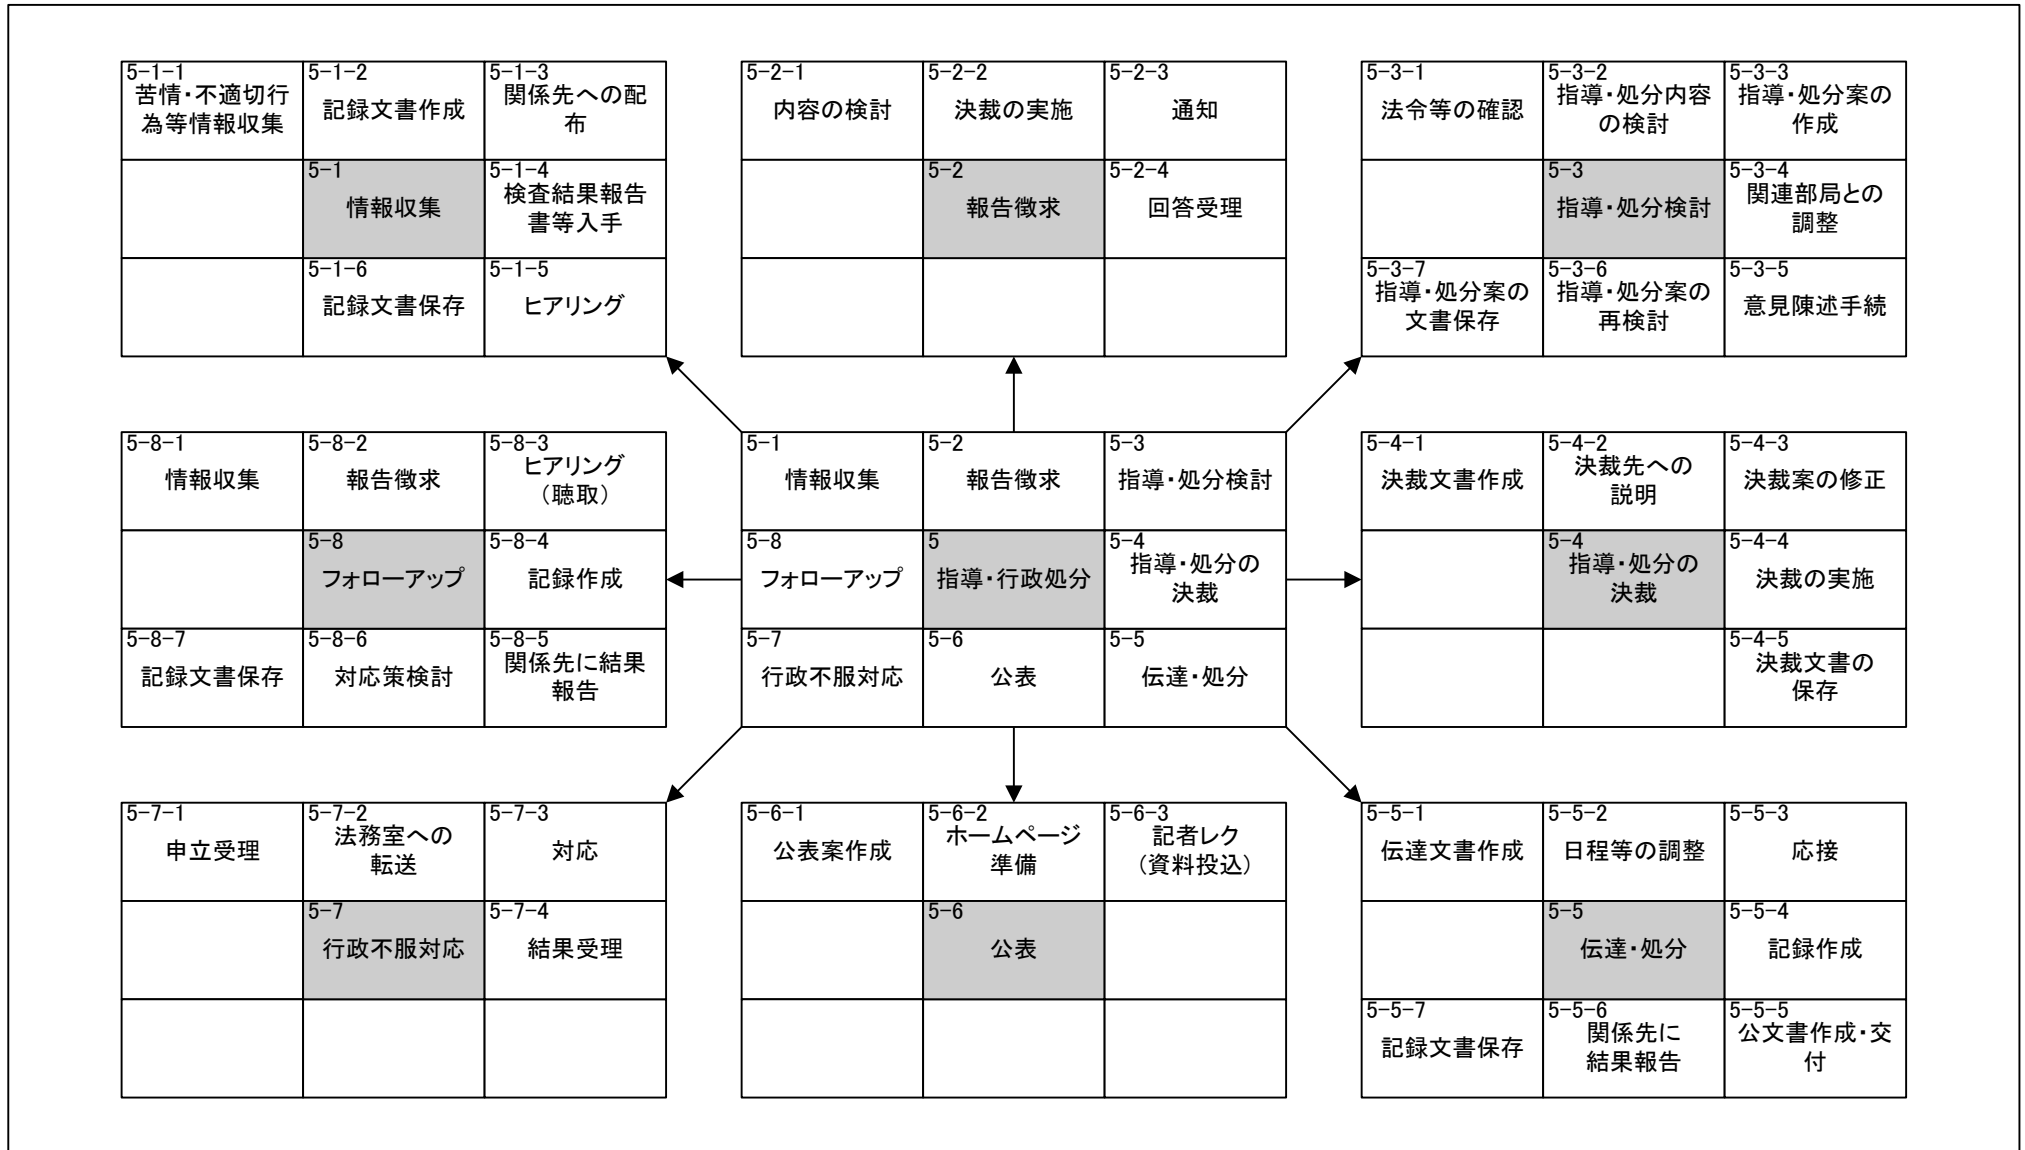 5-1-1
苦情・不適切行
為等情報収集
5-1-2
記録文書作成
5-1-3
関係先への配
布
5-1
情報収集
5-1-4
検査結果報告
書等入手
5-1-6
記録文書保存
5-1-5
ヒアリング
5-2-1
内容の検討
5-2-2
決裁の実施
5-2-3
通知
5-2
報告徴求
5-2-4
回答受理
5-3-1
法令等の確認
5-3-2
指導・処分内容
の検討
5-3-3
指導・処分案の
作成
5-3
指導・処分検討
5-3-4
関連部局との
調整
5-3-7
指導・処分案の
文書保存
5-3-6
指導・処分案の
再検討
5-3-5
意見陳述手続
5-8-1
情報収集
5-8-2
報告徴求
5-8-3
ヒアリング
（聴取）
5-8
フォローアップ
5-8-4
記録作成
5-8-7
記録文書保存
5-8-6
対応策検討
5-8-5
関係先に結果
報告
5-1
情報収集
5-2
報告徴求
5-3
指導・処分検討
5-8
フォローアップ
5
指導・行政処分
5-4
指導・処分の
決裁
5-7
行政不服対応
5-6
公表
5-5
伝達・処分
5-4-1
決裁文書作成
5-4-2
決裁先への
説明
5-4-3
決裁案の修正
5-4
指導・処分の
決裁
5-4-4
決裁の実施
5-4-5
決裁文書の
保存
5-7-1
申立受理
5-7-2
法務室への
転送
5-7-3
対応
5-7
行政不服対応
5-7-4
結果受理
5-6-1
公表案作成
5-6-2
ホームページ
準備
5-6-3
記者レク
（資料投込）
5-6
公表
5-5-1
伝達文書作成
5-5-2
日程等の調整
5-5-3
応接
5-5
伝達・処分
5-5-4
記録作成
5-5-7
記録文書保存
5-5-6
関係先に
結果報告
5-5-5
公文書作成・交
付